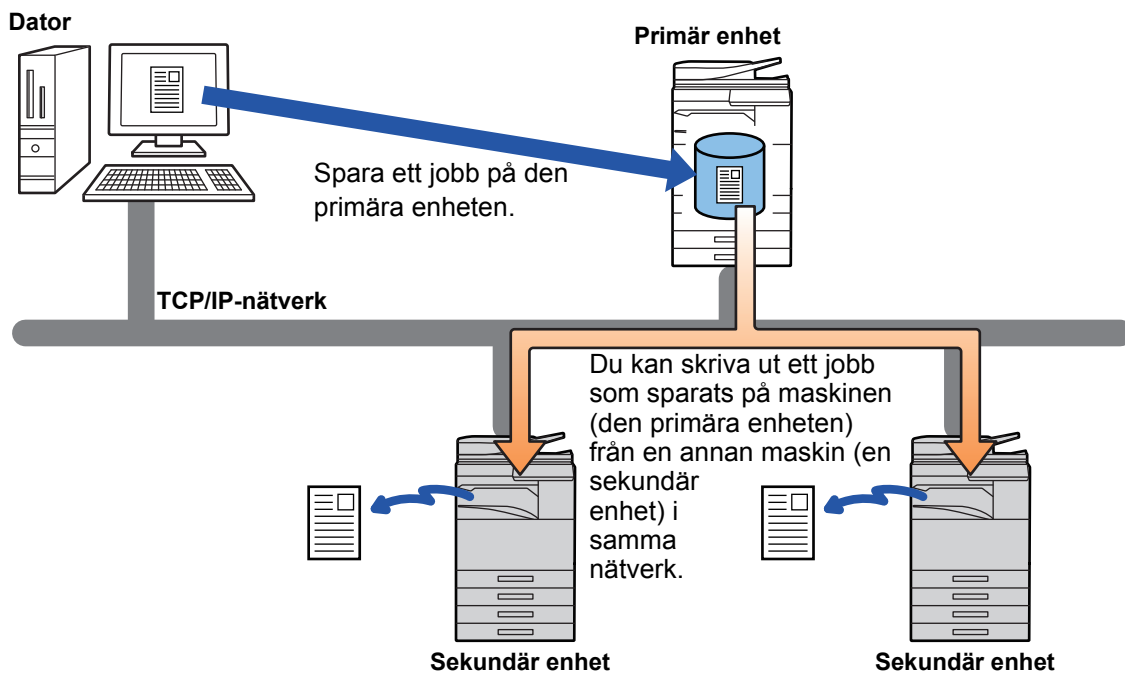 Dator
Primär enhet
Spara ett jobb på den
primära enheten.
TCP/IP-nätverk
Du kan skriva ut ett jobb
som sparats på maskinen
(den primära enheten)
från en annan maskin (en
sekundär
enhet) i
samma
nätverk.
Sekundär enhet
Sekundär enhet